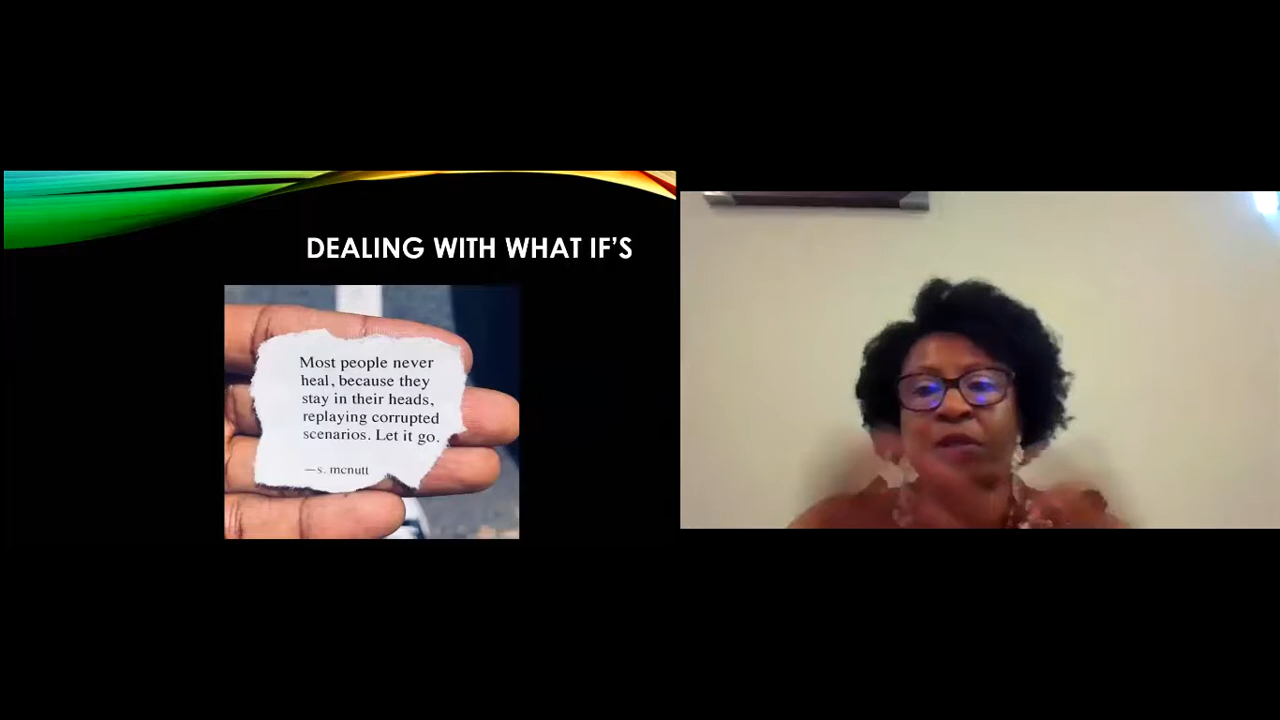 DEALING WITH WHAT IF’S
Most people never
heal, because they
stay in their heads,
replaying corrupted
scenarios. Let it go.
—s. mcnutt